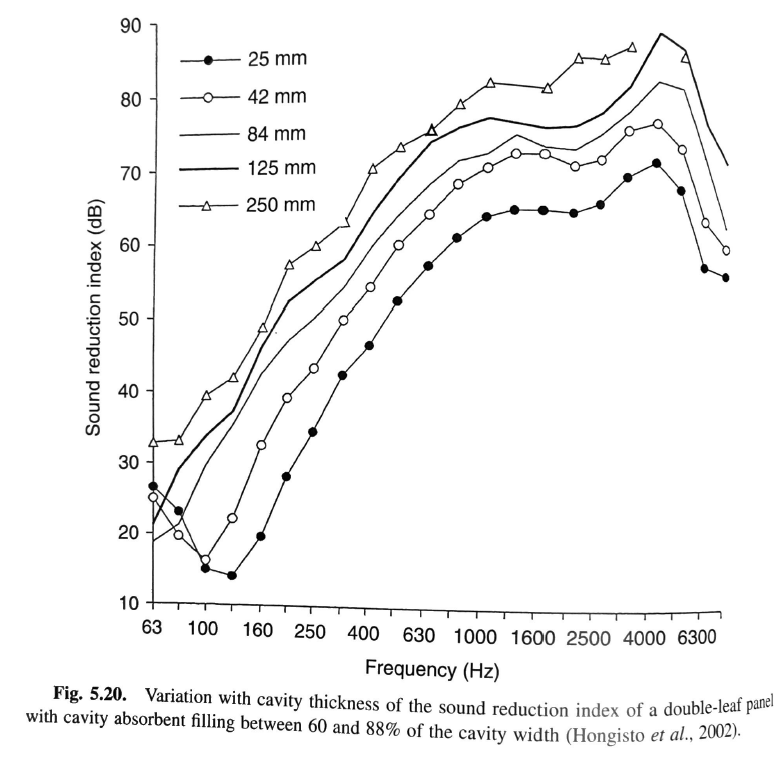 90
80
70
60
50
40
30
20
10
Sound reduction index (dB)
25 mm
42 mm
84 mm
125 mm
250 mm
63 100 160 250 400 630 1000 1600 2500 4000 6300
Frequency (Hz)
Fig. 5.20. Variation with cavity thickness of the sound reduction index of a double-leaf panel
with cavity absorbent filling between 60 and 88% of the cavity width (Hongisto et al., 2002).